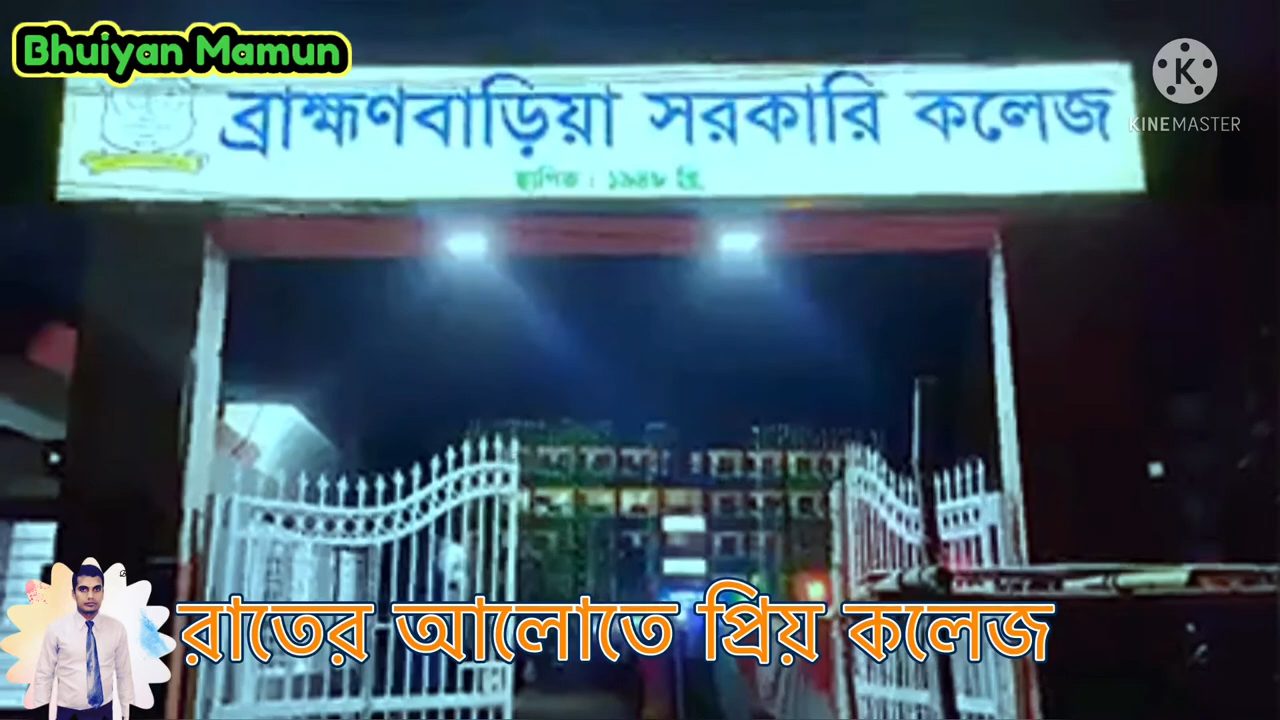 Bhuiyan Mamun
KINEMASTER
ব্রাহ্মণবাড়িয়া সরকারি কলেজ
স্থাপিত : ১৯৪৮ খ্রি.
রাতের আলোতে প্রিয় কলেজ